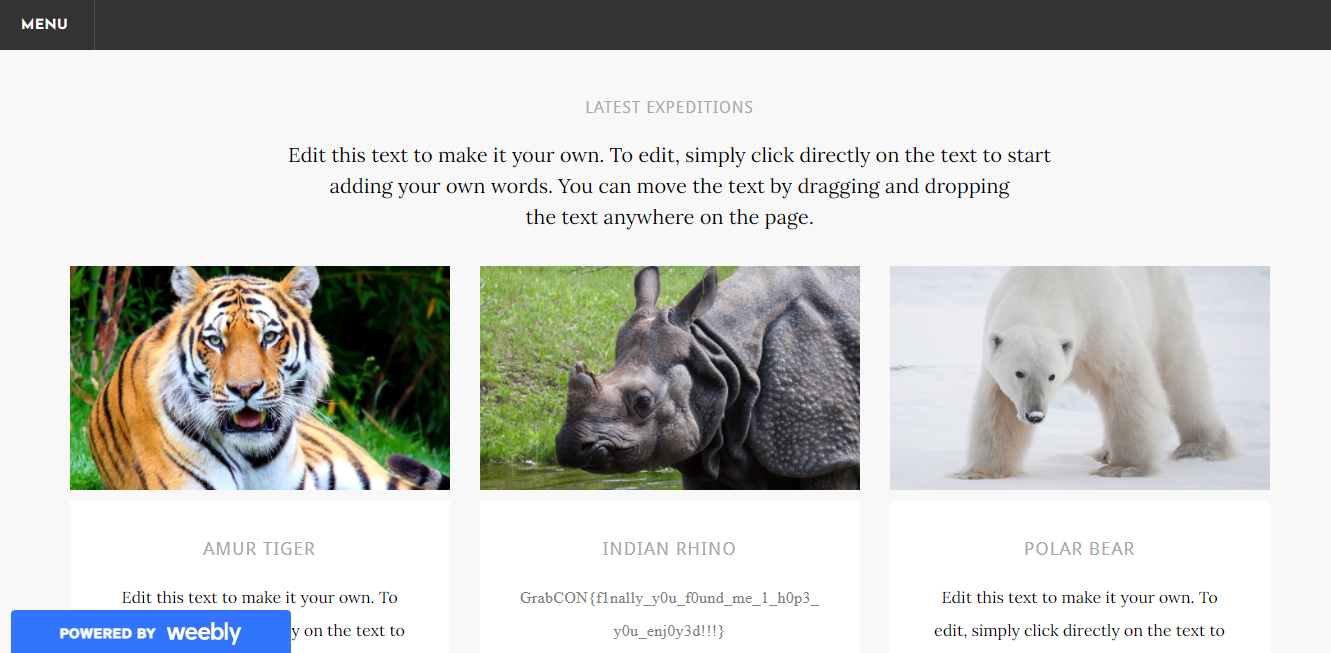 MENU
LATEST EXPEDITIONS
Edit this text to make it your own. To edit, simply click directly on the text to start
adding your own words. You can move the text by dragging and dropping
the text anywhere on the page.
AMUR TIGER
Edit this text to make it your own. To
y on the text to
INDIAN RHINO
GrabCON{f1nally_y0u_f0und_me_1_h0p3_
y0u_enj0y3d!!!}
POLAR BEAR
Edit this text to make it your own. To
edit, simply click directly on the text to
POWERED BY weebly